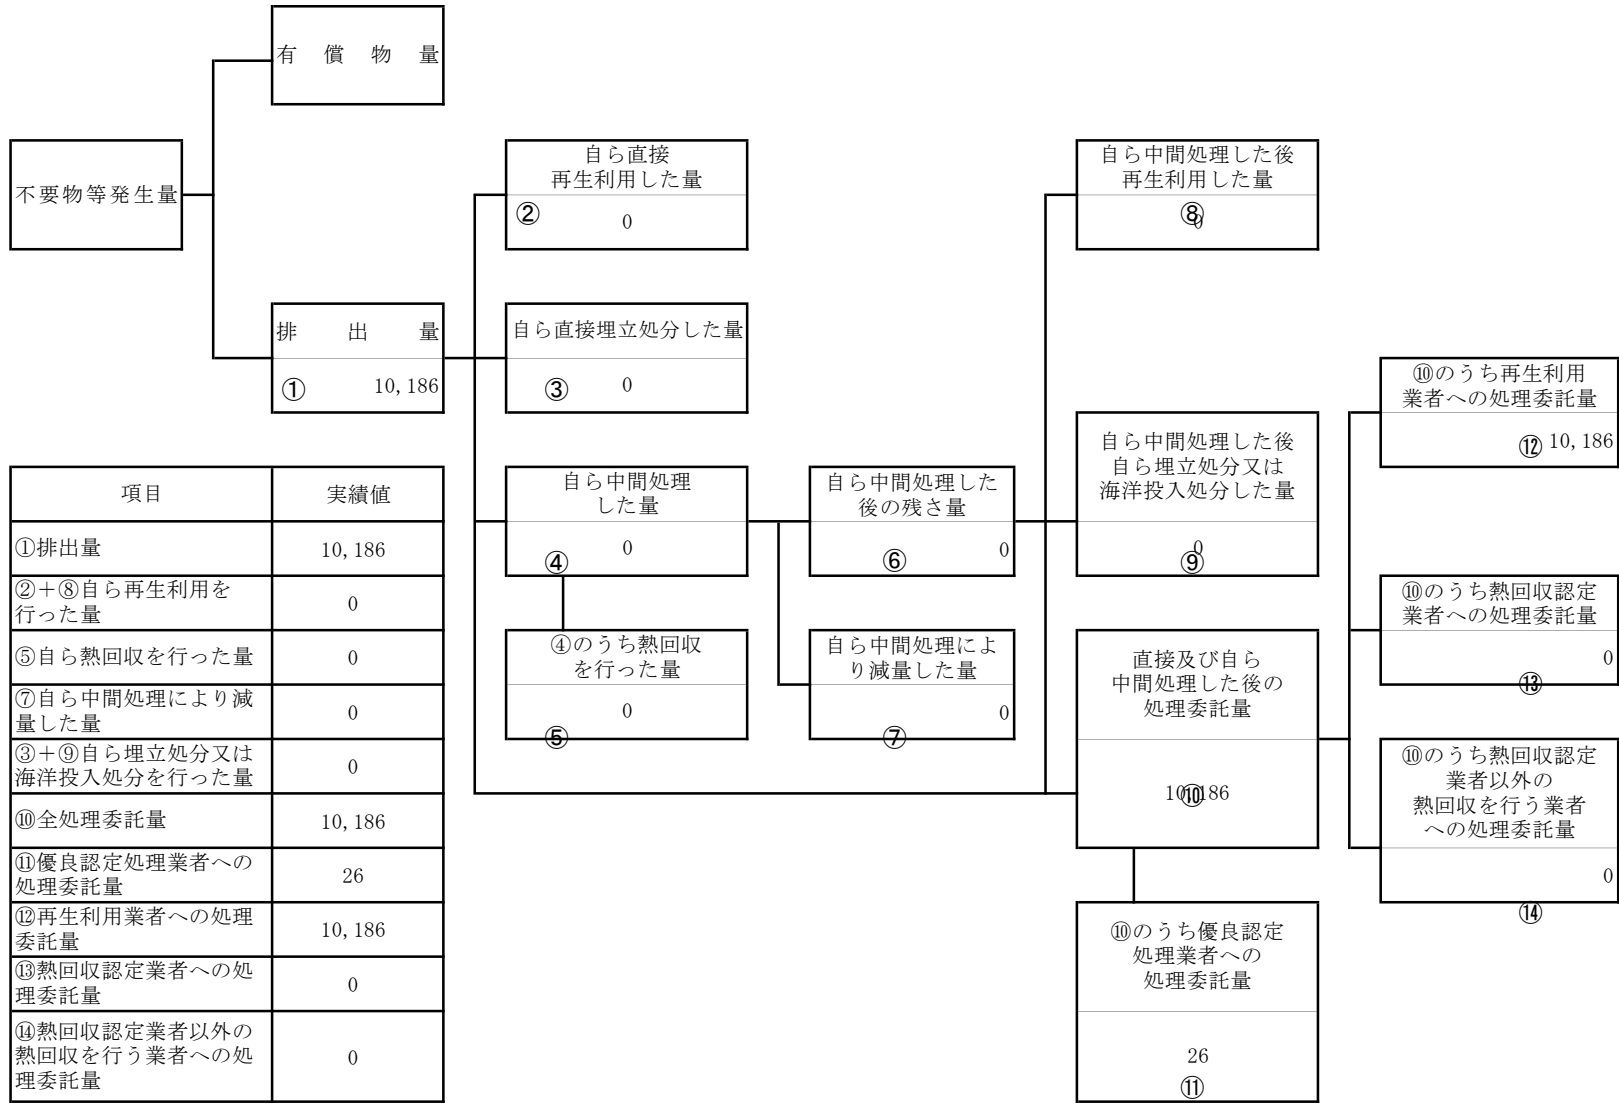 有償物量
不要物等発生量
排出量
① 10,186
自ら直接
再生利用した量
② 0
自ら直接埋立処分した量
③ 0
自ら中間処理
した量
④ 0
④のうち熱回収
を行った量
⑤ 0
自ら中間処理した
後の残さ量
⑥ 0
自ら中間処理によ
り減量した量
⑦ 0
自ら中間処理した後
再生利用した量
⑧ 0
自ら中間処理した後
自ら埋立処分又は
海洋投入処分した量
⑨ 0
直接及び自ら
中間処理した後の
処理委託量
⑩ 10,186
⑩のうち優良認定
処理業者への
処理委託量
26
⑪
⑩のうち再生利用
業者への処理委託量
⑫ 10,186
⑩のうち熱回収認定
業者への処理委託量
0
⑬
⑩のうち熱回収認定
業者以外の
熱回収を行う業者
への処理委託量
0
⑭
項目 実績値
①排出量 10,186
②+⑧自ら再生利用を
行った量 0
⑤自ら熱回収を行った量 0
⑦自ら中間処理により減
量した量 0
③+⑨自ら埋立処分又は
海洋投入処分を行った量 0
⑩全処理委託量 10,186
⑪優良認定処理業者への
処理委託量 26
⑫再生利用業者への処理
委託量 10,186
⑬熱回収認定業者への処
理委託量 0
⑭熱回収認定業者以外の
熱回収を行う業者への処
理委託量 0